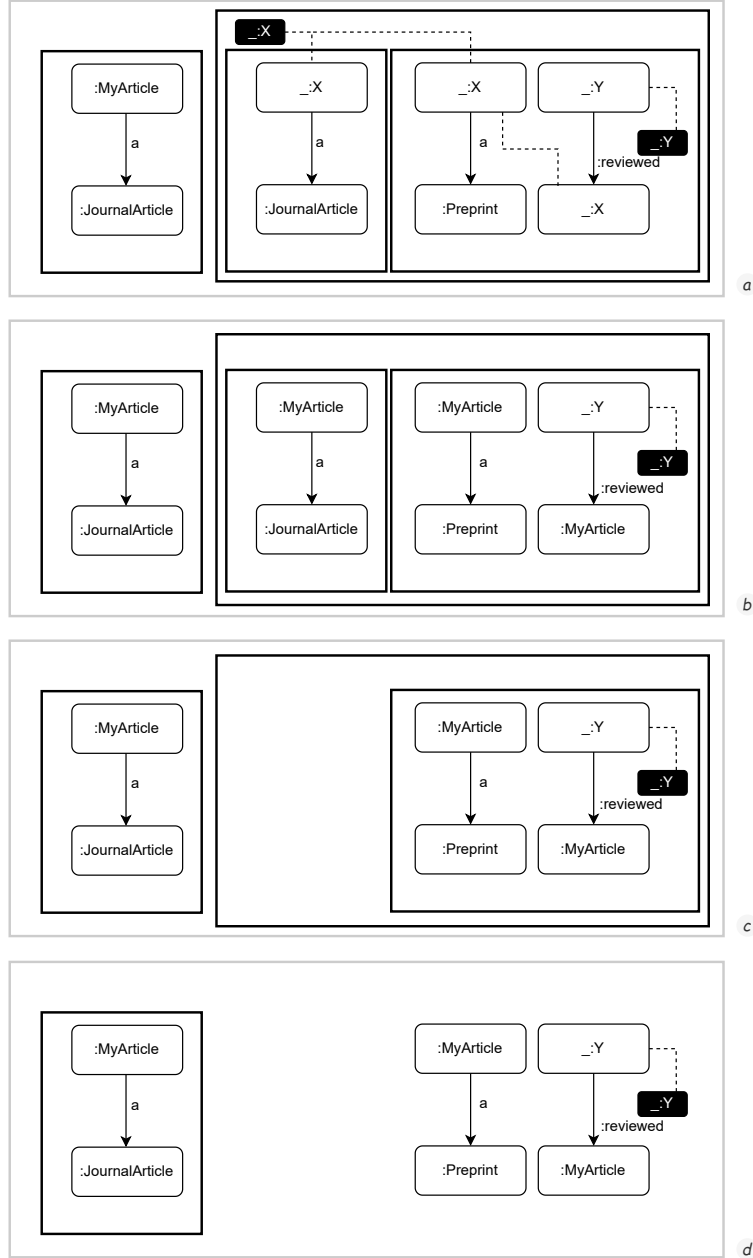 _:X
:MyArticle _:X _:X _:Y
a a a _:Y
:reviewed
:JournalArticle :JournalArticle :Preprint _:X
a
:MyArticle :MyArticle :MyArticle _:Y
a a a _:Y
:reviewed
:JournalArticle :JournalArticle :Preprint :MyArticle
b
:MyArticle :MyArticle _:Y
a a _:Y
:reviewed
:JournalArticle :Preprint :MyArticle
c
:MyArticle :MyArticle _:Y
a a _:Y
:reviewed
:JournalArticle :Preprint :MyArticle
d